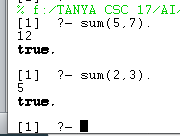 % f:/TANYA CSC 17/AI/
[1]  ?- sum(5,7).
12
true.
[1]  ?- sum(2,3).
5
true.
[1]  ?-